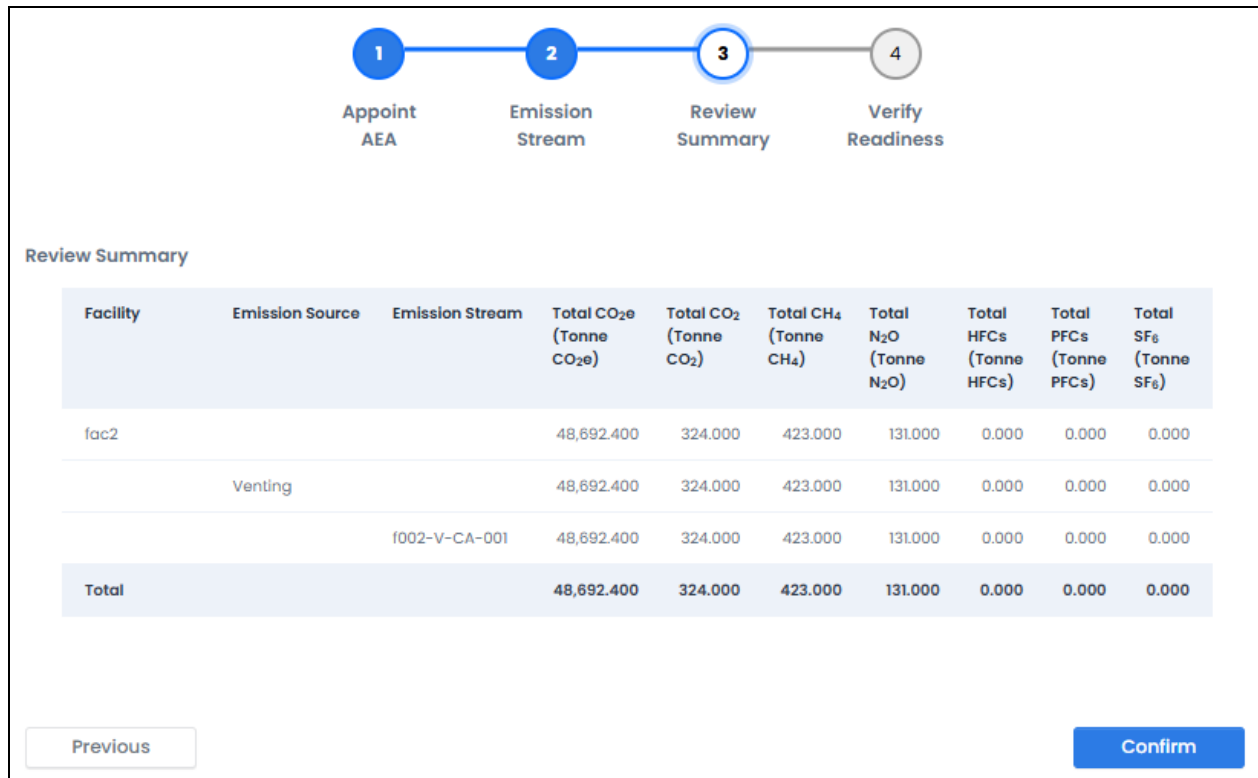 1 2 3 4
Appoint AEA
Emission Stream
Review Summary
Verify Readiness
Review Summary
Facility Emission Source Emission Stream Total CO₂e (Tonne CO₂e) Total CO₂ (Tonne CO₂) Total CH₄ (Tonne CH₄) Total N₂O (Tonne N₂O) Total HFCs (Tonne HFCs) Total PFCs (Tonne PFCs) Total SF₆ (Tonne SF₆)
fac2 48,692.400 324.000 423.000 131.000 0.000 0.000 0.000
Venting 48,692.400 324.000 423.000 131.000 0.000 0.000 0.000
f002-V-CA-001 48,692.400 324.000 423.000 131.000 0.000 0.000 0.000
Total 48,692.400 324.000 423.000 131.000 0.000 0.000 0.000
Previous Confirm